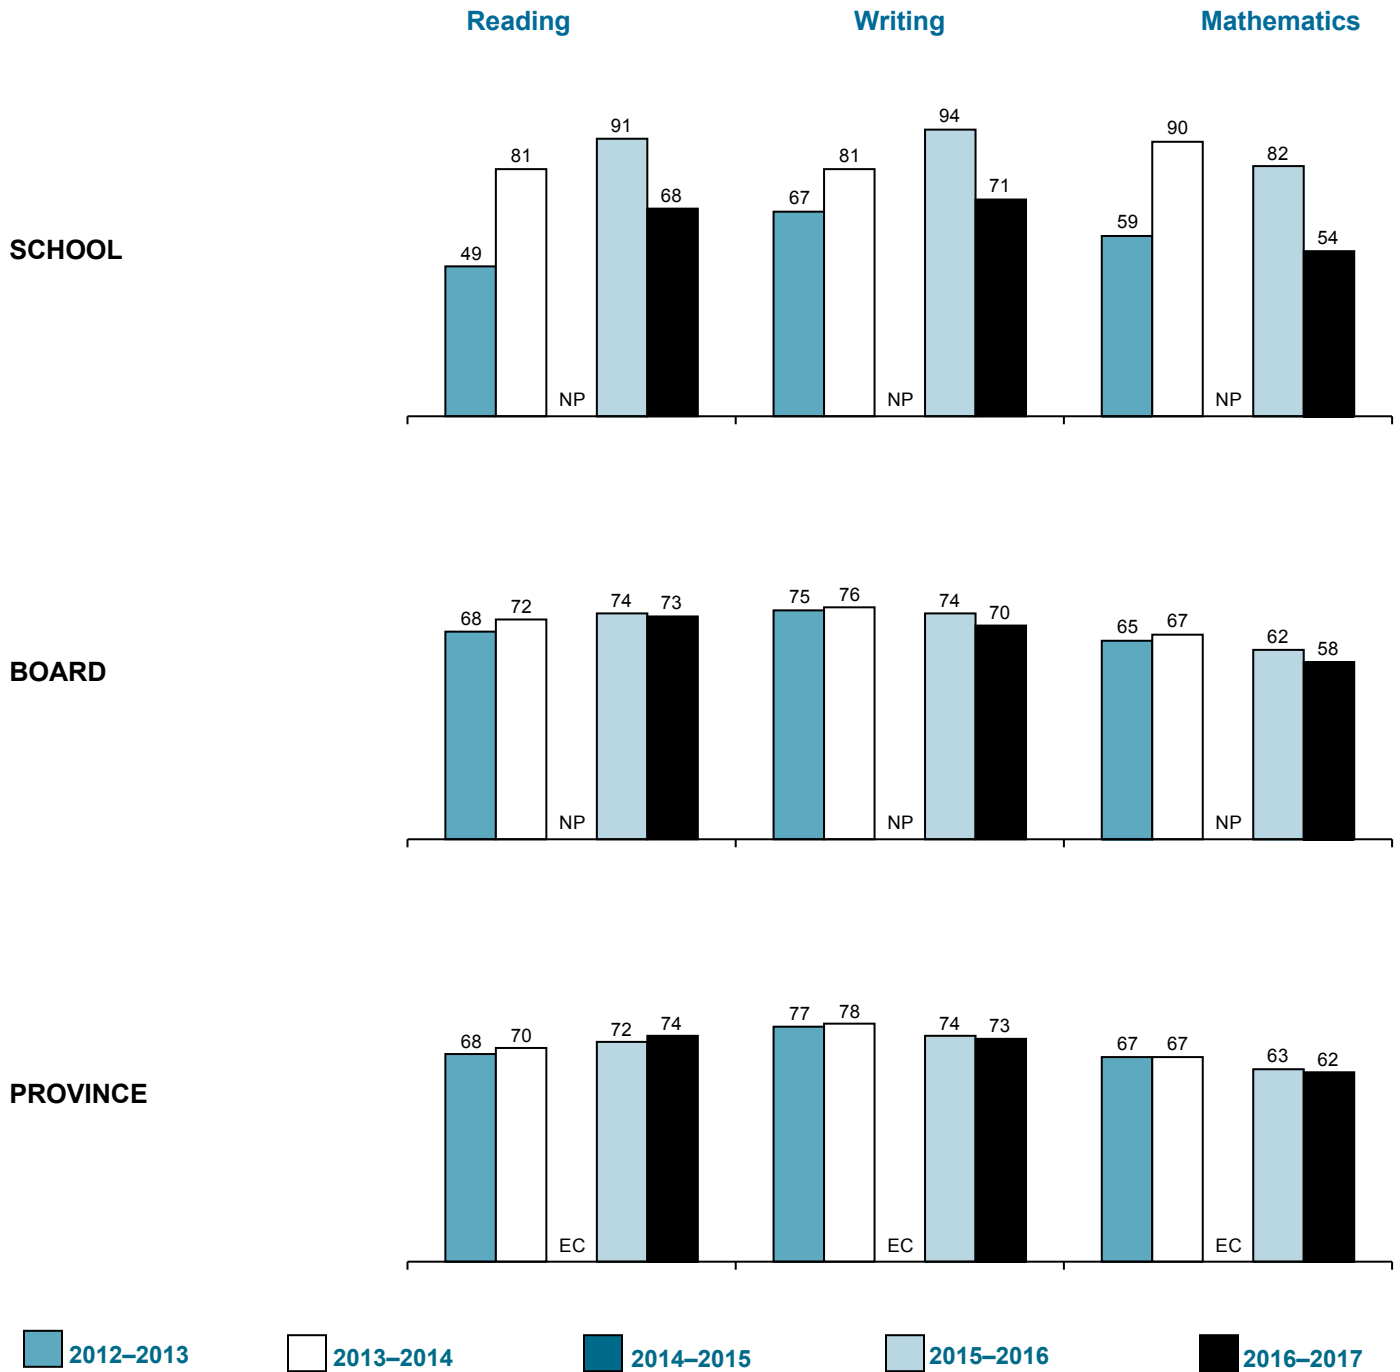 Reading Writing Mathematics
SCHOOL
49 81 NP 91 68 67 81 NP 94 71 59 90 NP 82 54
BOARD
68 72 NP 74 73 75 76 NP 74 70 65 67 NP 62 58
PROVINCE
68 70 EC 72 74 77 78 EC 74 73 67 67 EC 63 62
2012–2013 2013–2014 2014–2015 2015–2016 2016–2017